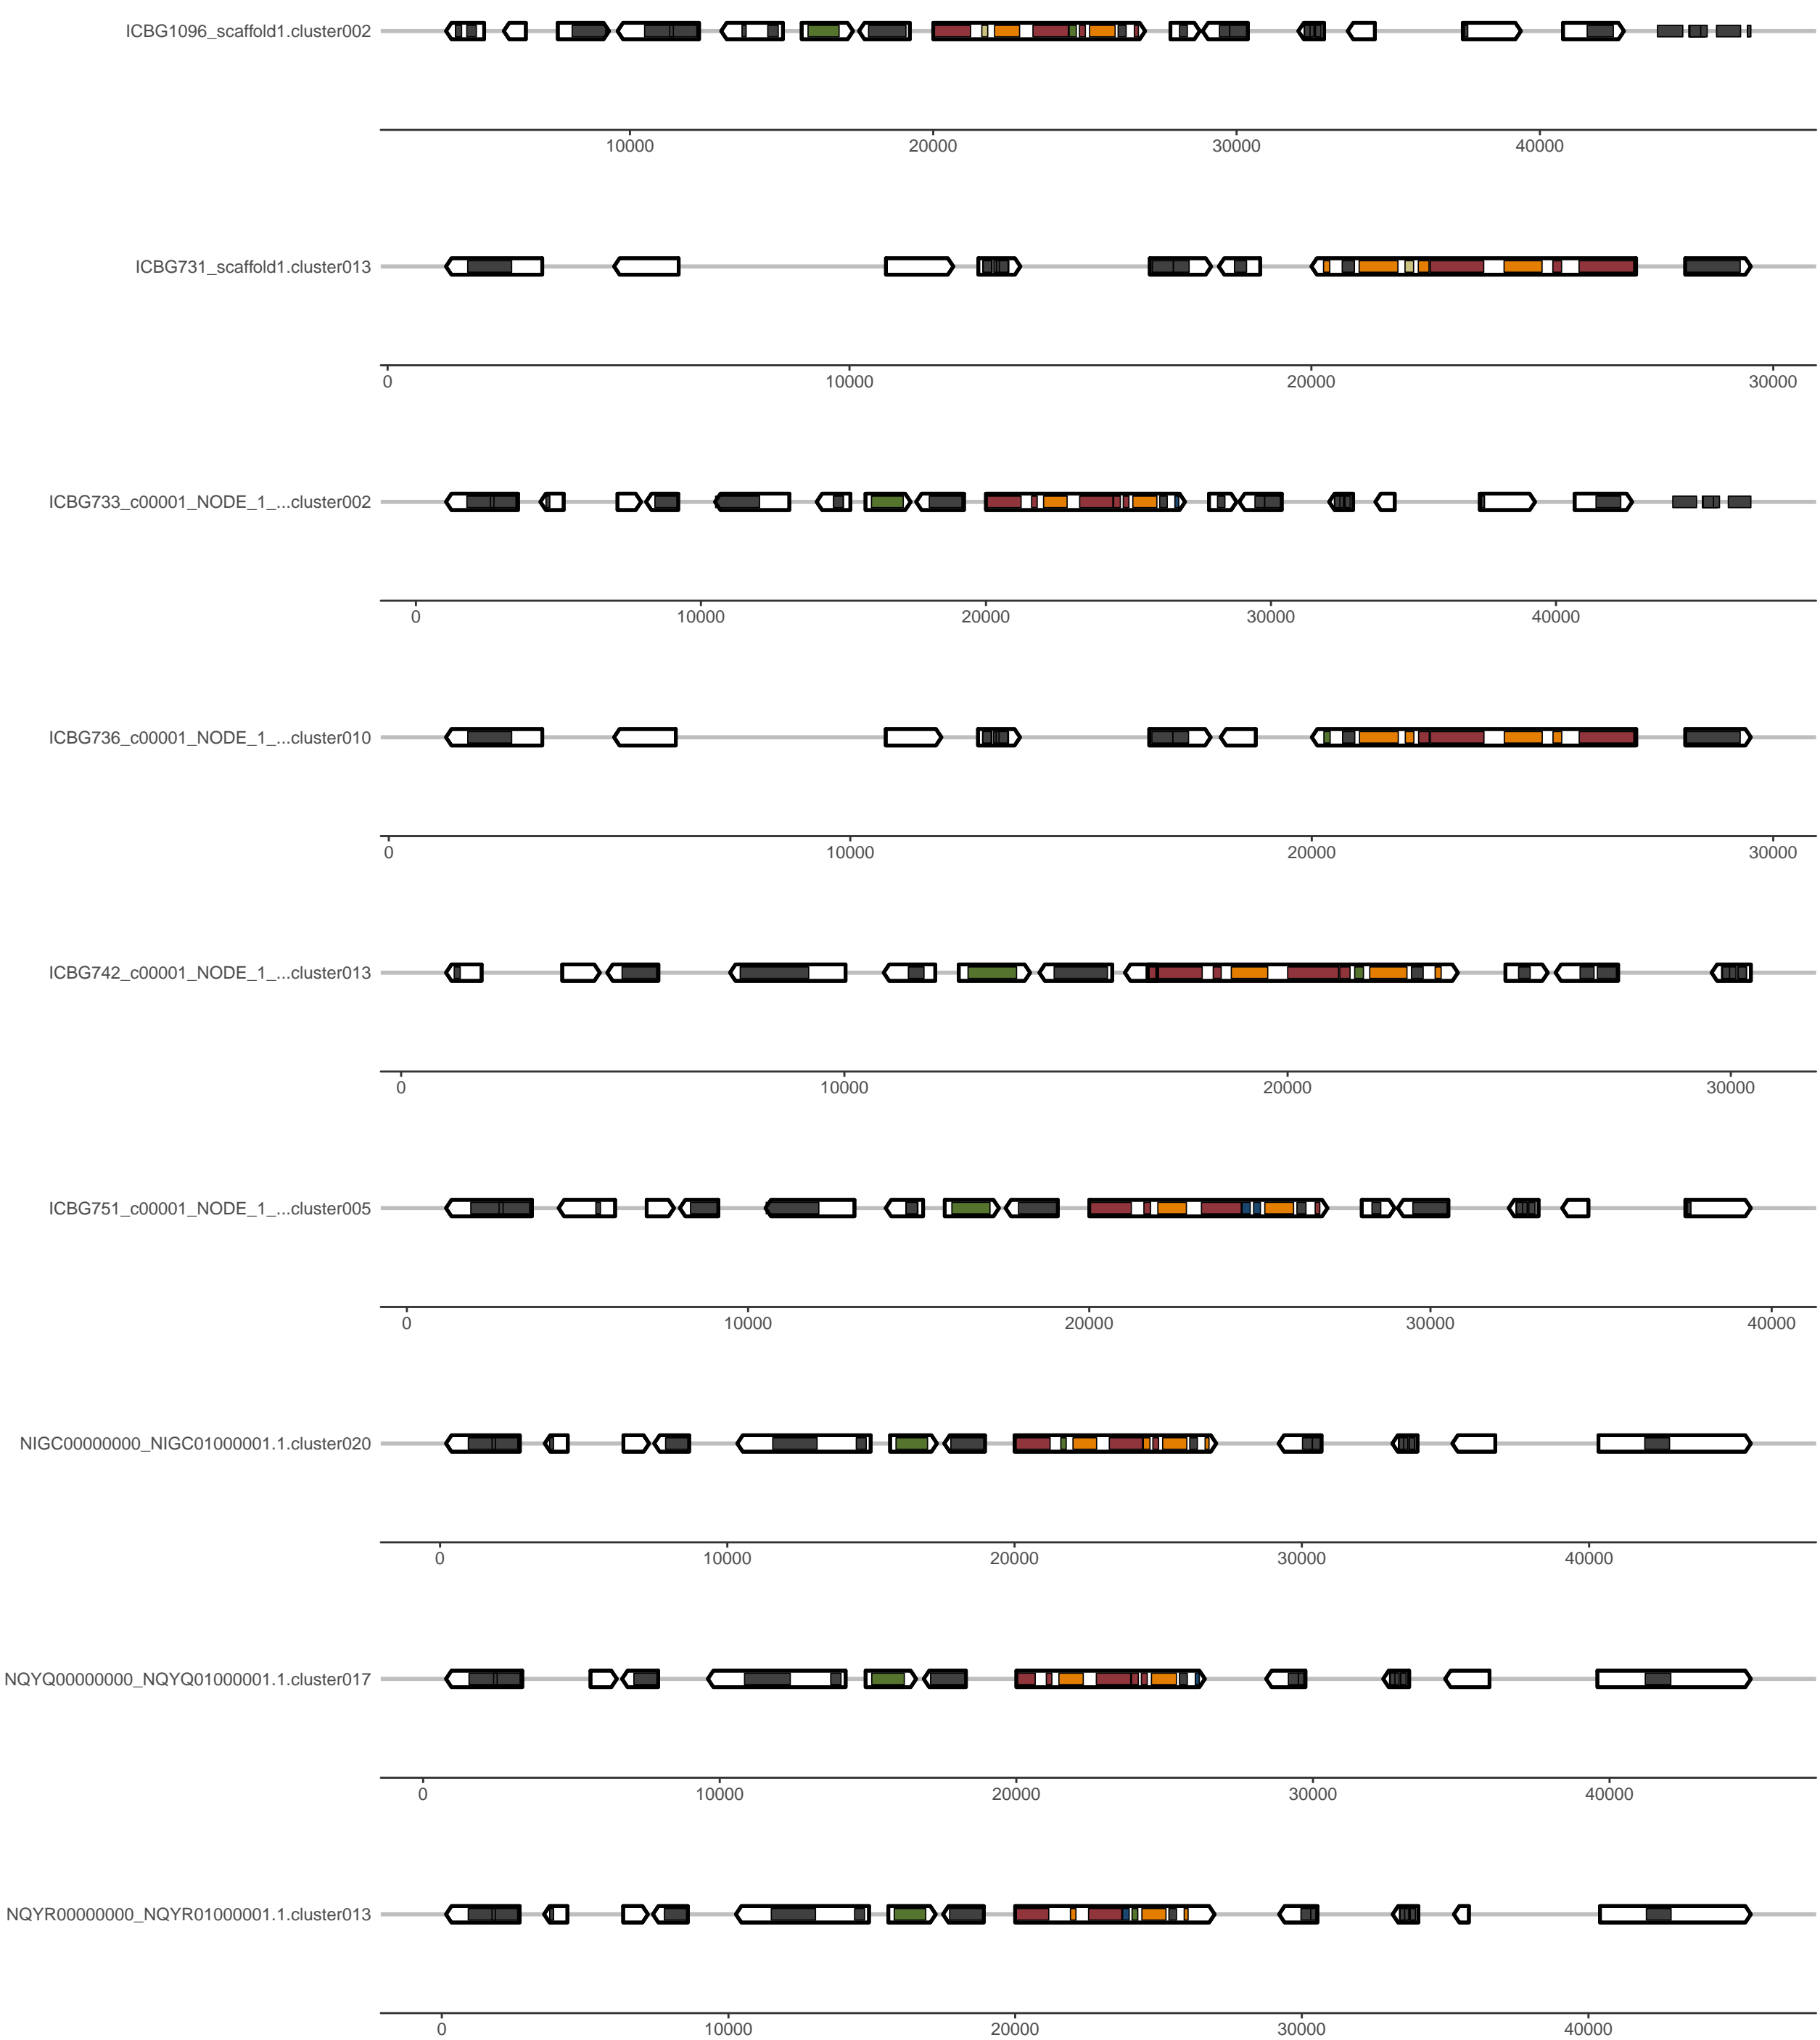 ICBG1096_scaffold1.cluster002
10000 20000 30000 40000
ICBG731_scaffold1.cluster013
0 10000 20000 30000
ICBG733_c00001_NODE_1_...cluster002
0 10000 20000 30000 40000
ICBG736_c00001_NODE_1_...cluster010
0 10000 20000 30000
ICBG742_c00001_NODE_1_...cluster013
0 10000 20000 30000
ICBG751_c00001_NODE_1_...cluster005
0 10000 20000 30000 40000
NIGC00000000_NIGC01000001.1.cluster020
0 10000 20000 30000 40000
NQYQ00000000_NQYQ01000001.1.cluster017
0 10000 20000 30000 40000
NQYR00000000_NQYR01000001.1.cluster013
0 10000 20000 30000 40000